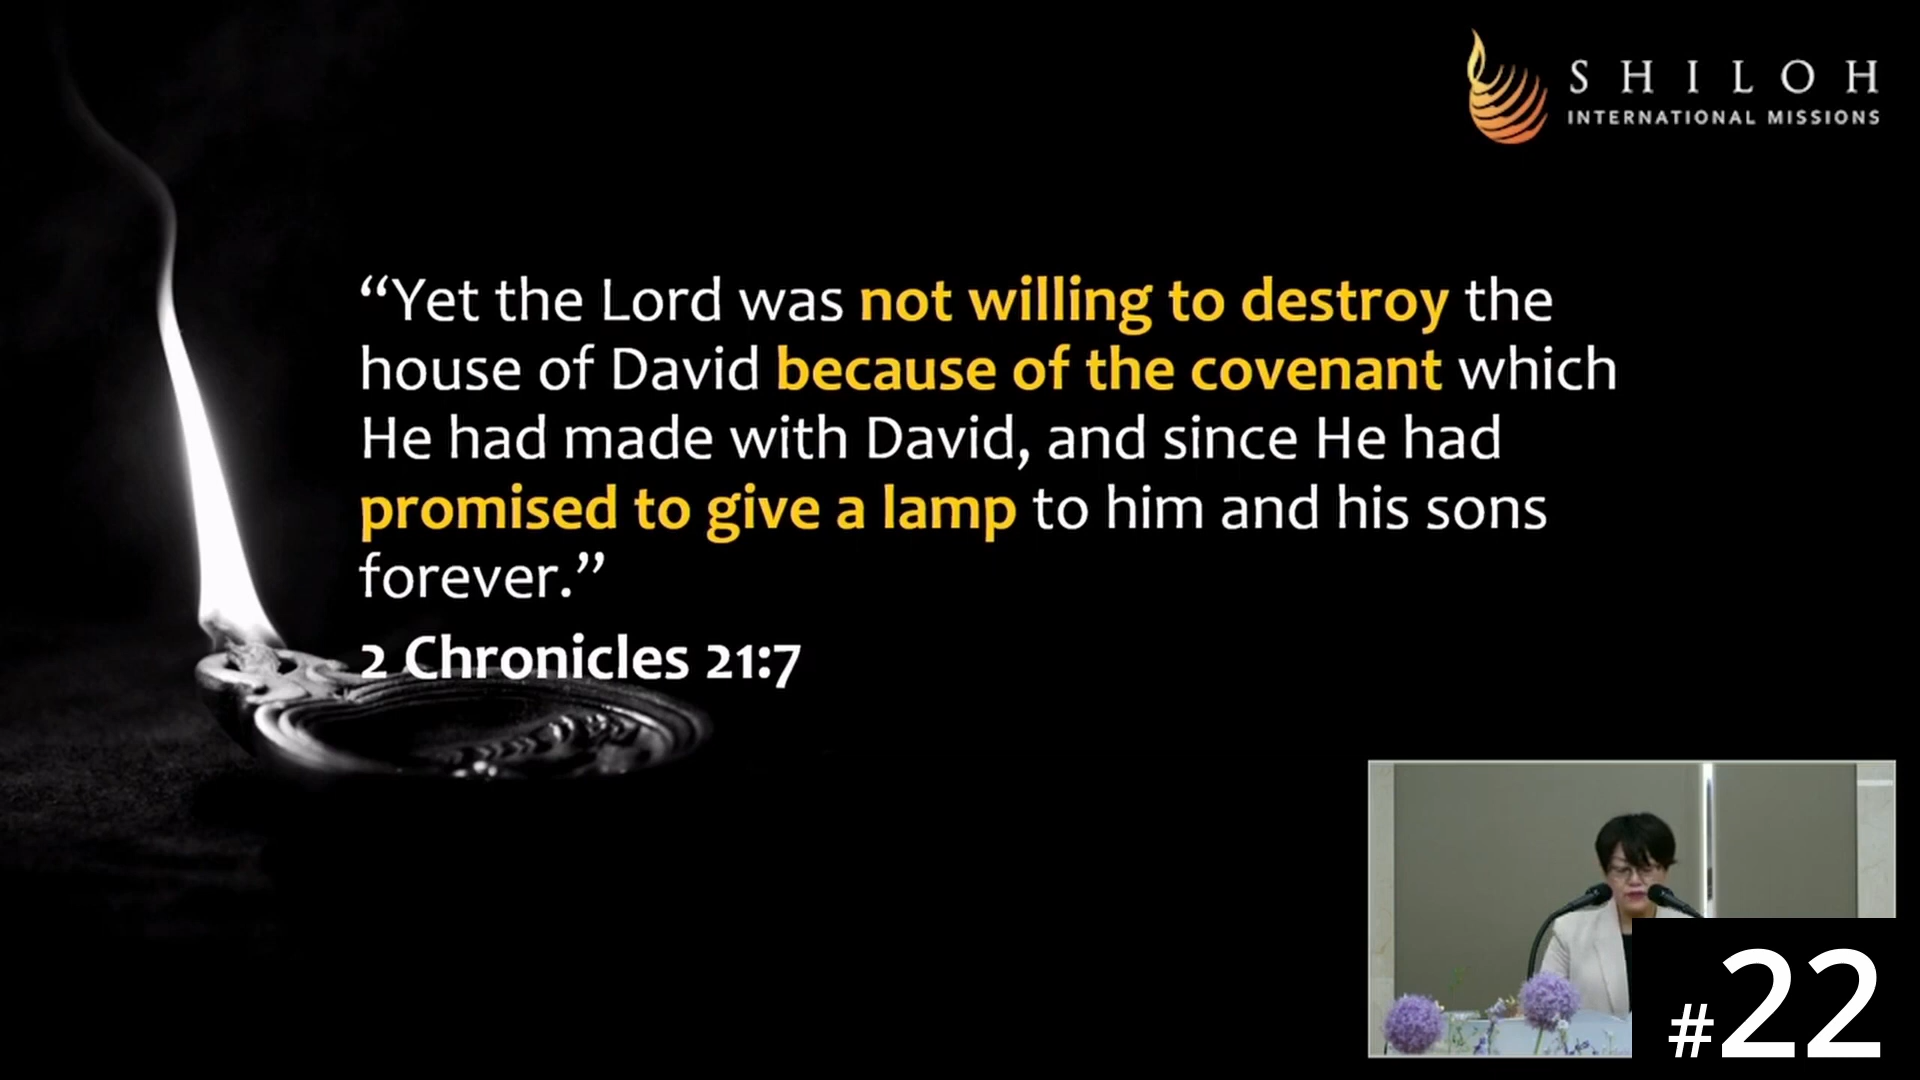 SHILOH
INTERNATIONAL MISSIONS
“Yet the Lord was not willing to destroy the
house of David because of the covenant which
He had made with David, and since He had
promised to give a lamp to him and his sons
forever.”
2 Chronicles 21:7
#22